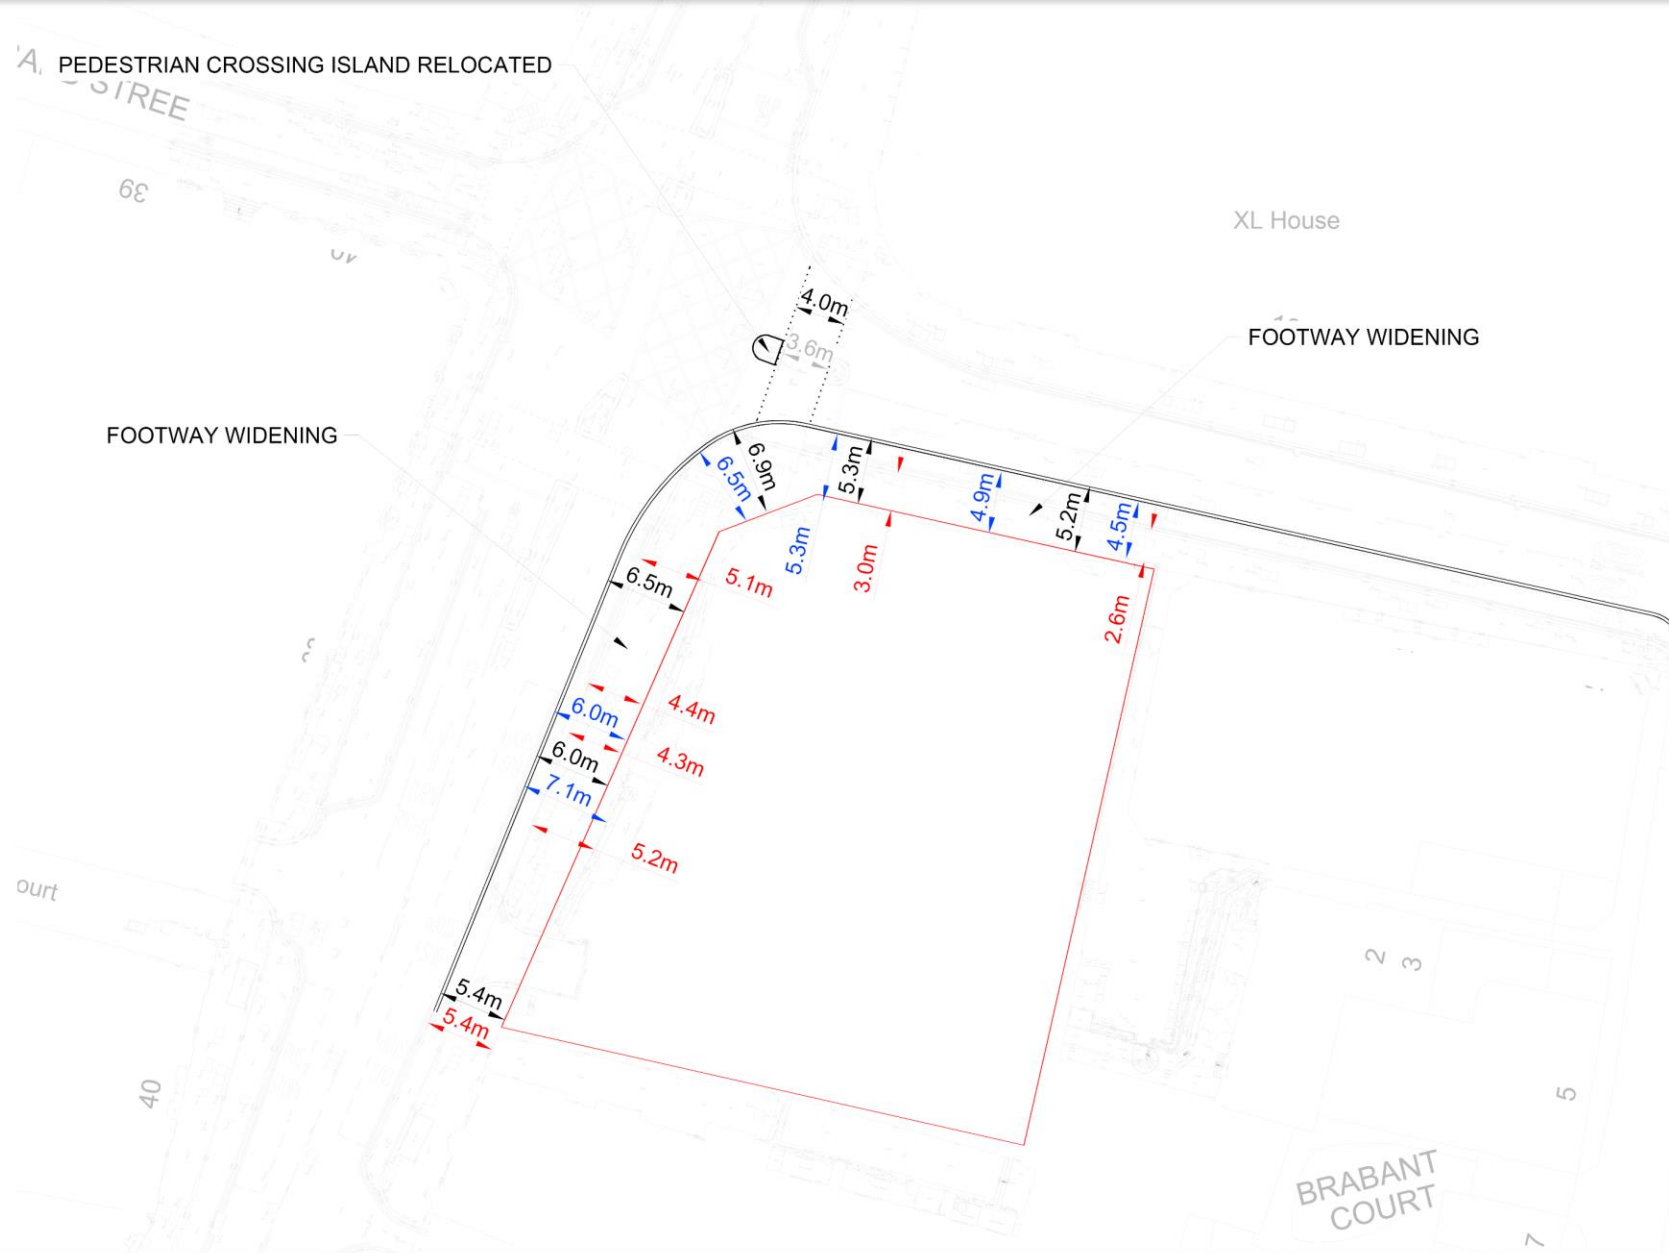 PEDESTRIAN CROSSING ISLAND RELOCATED
STREE
39
40
XL House
4.0m
3.6m
FOOTWAY WIDENING
FOOTWAY WIDENING
6.9m
6.5m
5.3m
4.9m
5.2m
4.5m
5.3m
3.0m
5.1m
6.5m
2.6m
4.4m
6.0m
4.3m
6.0m
7.1m
5.2m
ourt
2
3
5.4m
5.4m
40
5
BRABANT
COURT
7